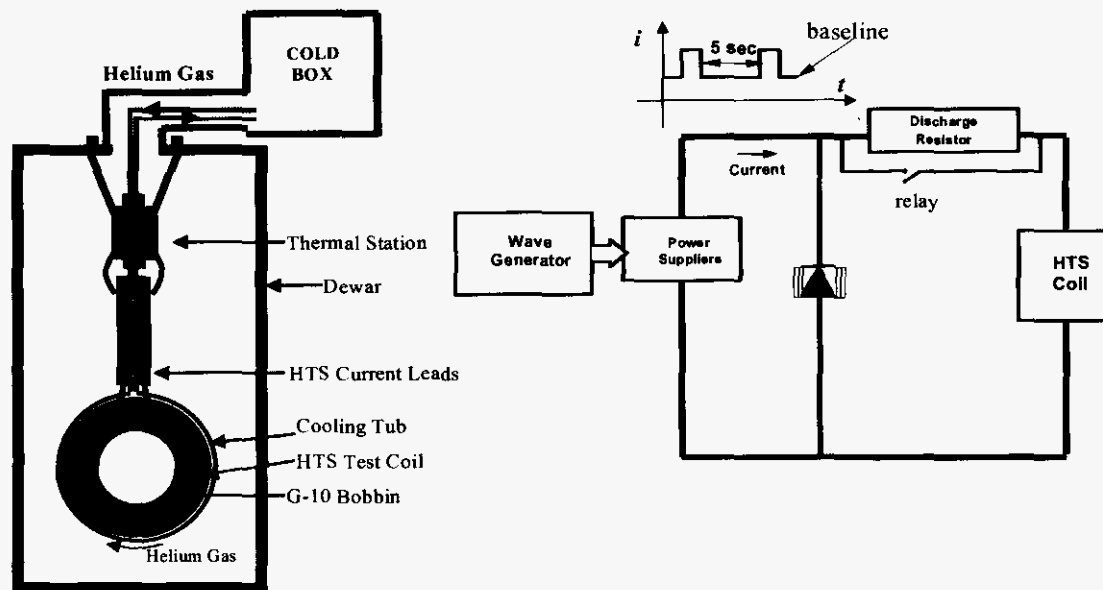 COLD
BOX
Helium Gas
Thermal Station
Dewar
HTS Current Leads
Cooling Tub
HTS Test Coil
G-10 Bobbin
Helium Gas
i
5 sec
baseline
t
Discharge
Resistor
Current
relay
Wave
Generator
Power
Suppliers
HTS
Coil